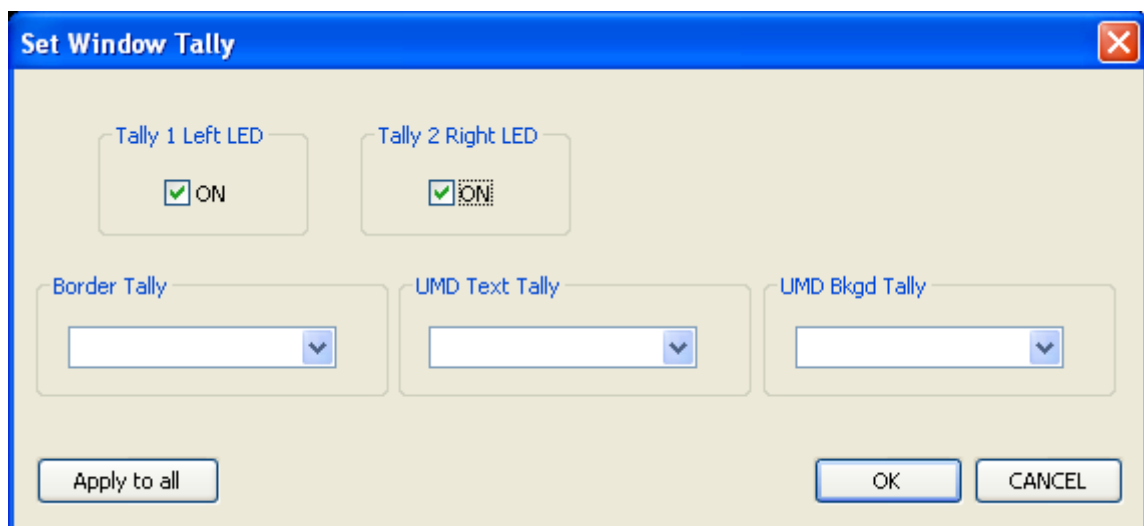 Set Window Tally
Tally 1 Left LED
Tally 2 Right LED
ON
ON
Border Tally
UMD Text Tally
UMD Bkgd Tally
Apply to all
OK
CANCEL